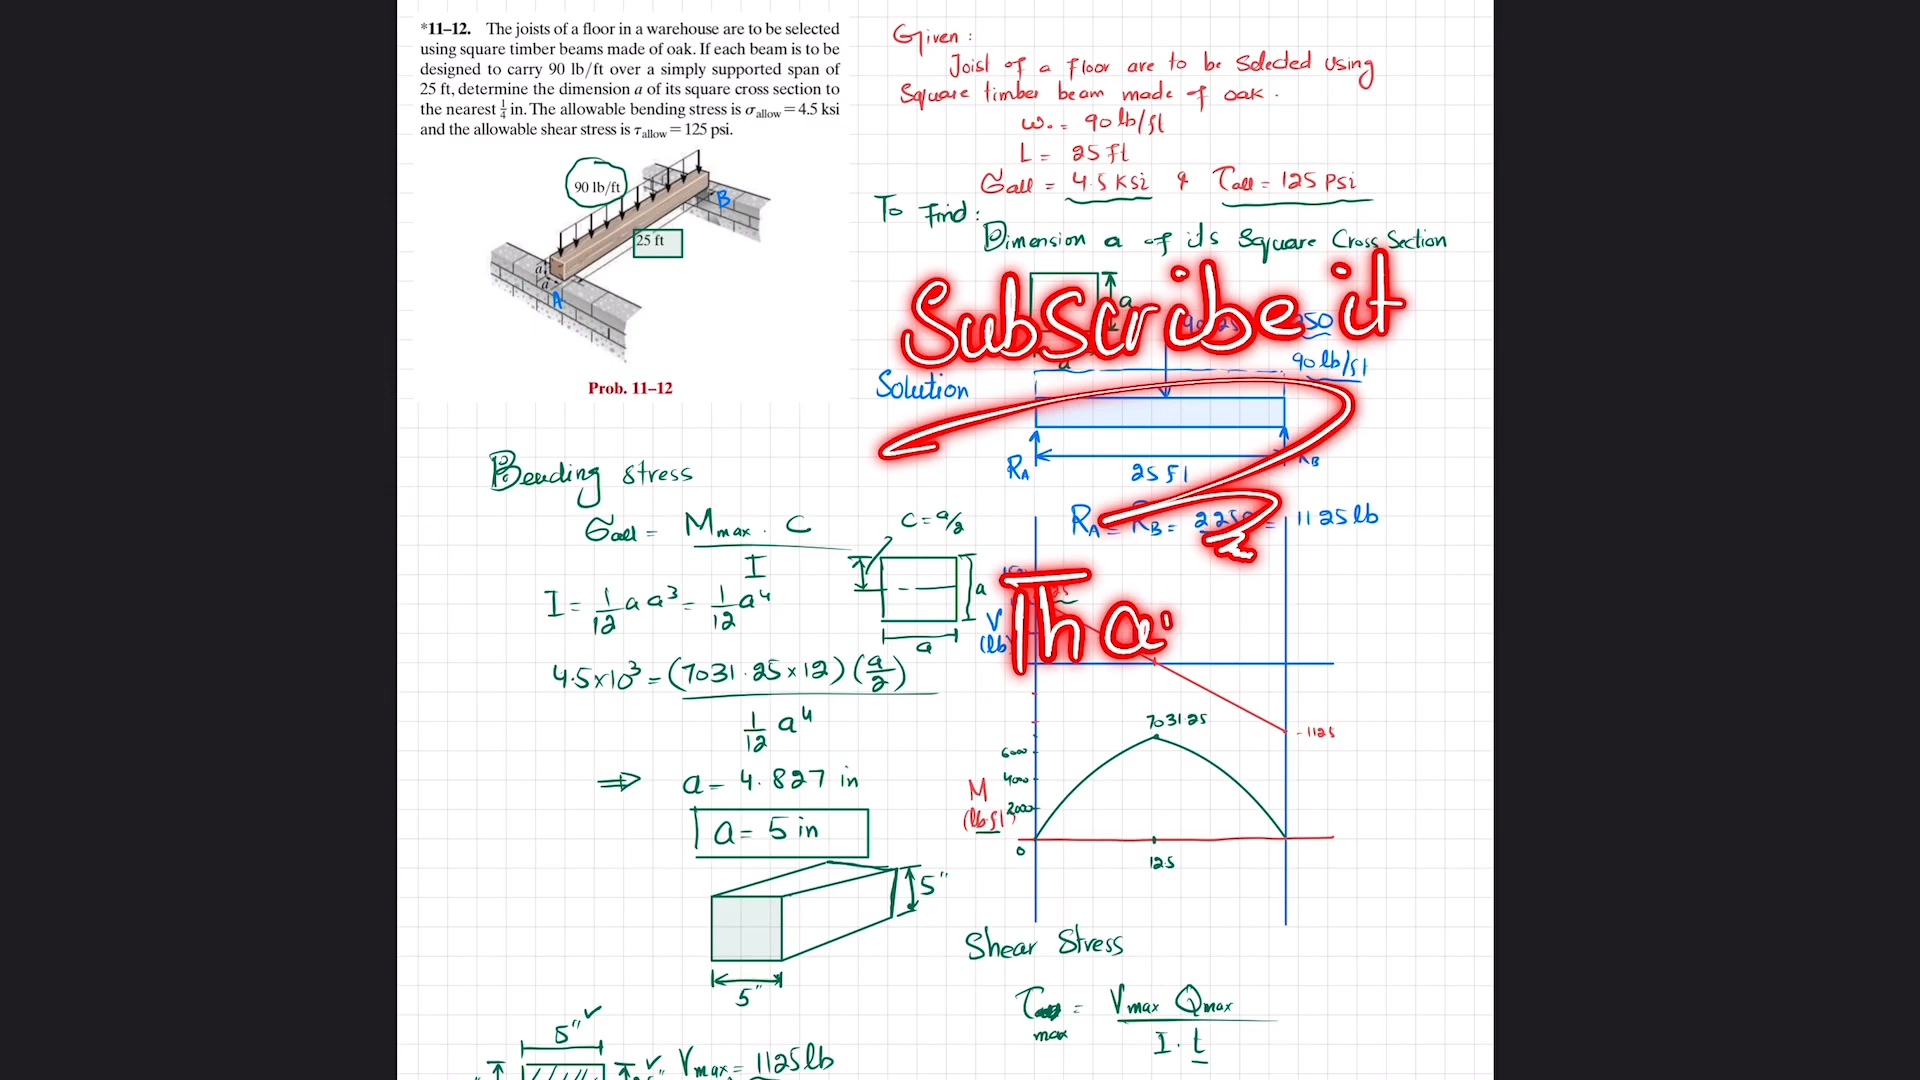 *11–12. The joists of a floor in a warehouse are to be selected
using square timber beams made of oak. If each beam is to be
designed to carry 90 lb/ft over a simply supported span of
25 ft, determine the dimension a of its square cross section to
the nearest 1/4 in. The allowable bending stress is σallow = 4.5 ksi
and the allowable shear stress is τallow = 125 psi.
90 lb/ft
B
25 ft
a
a
A
Prob. 11–12
Given :
Joist of a floor are to be selected using
Square timber beam made of oak.
wo = 90 lb/ft
L = 25 ft
σall = 4.5 ksi & τall = 125 psi
To Find :
Dimension a of its square cross section
a
a
Subscribe it
250
90 lb/ft
Solution
RA
25 ft
RB
RA = RB = 2250/2 = 1125 lb
Tha
V
(lb)
-1125
7031.25
6000
4000
2000
M
(lb.ft)
0
12.5
Bending stress
σall = Mmax . C / I
C = a/2
I = 1/12 a a³ = 1/12 a⁴
a
a
4.5×10³ = (7031.25×12)(a/2)
1/12 a⁴
⇒ a = 4.827 in
a = 5 in
5"
5"
Shear Stress
τmax = Vmax Qmax / I . t
5" ✓
Vmax = 1125 lb